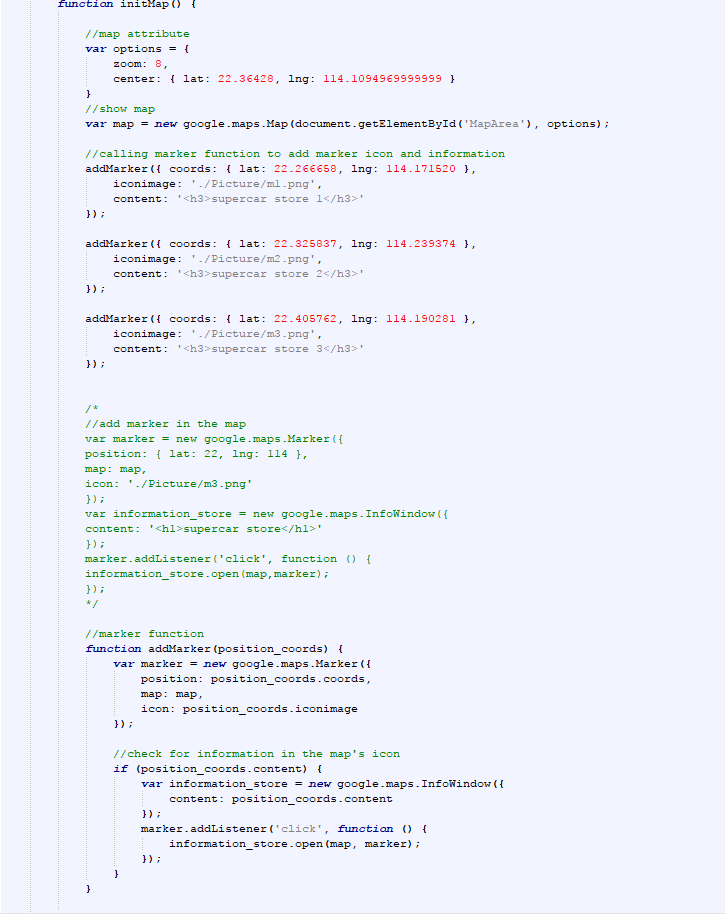 function initMap() {
//map attribute
var options = {
zoom: 8,
center: { lat: 22.36428, lng: 114.1094969999999 }
}
//show map
var map = new google.maps.Map(document.getElementById('MapArea'), options);
//calling marker function to add marker icon and information
addMarker({ coords: { lat: 22.266658, lng: 114.171520 },
iconimage: './Picture/m1.png',
content: '<h3>supercar store 1</h3>'
});
addMarker({ coords: { lat: 22.325837, lng: 114.239374 },
iconimage: './Picture/m2.png',
content: '<h3>supercar store 2</h3>'
});
addMarker({ coords: { lat: 22.405762, lng: 114.190281 },
iconimage: './Picture/m3.png',
content: '<h3>supercar store 3</h3>'
});
/*
//add marker in the map
var marker = new google.maps.Marker({
position: { lat: 22, lng: 114 },
map: map,
icon: './Picture/m3.png'
});
var information_store = new google.maps.InfoWindow({
content: '<h1>supercar store</h1>'
});
marker.addListener('click', function () {
information_store.open(map,marker);
});
*/
//marker function
function addMarker(position_coords) {
var marker = new google.maps.Marker({
position: position_coords.coords,
map: map,
icon: position_coords.iconimage
});
//check for information in the map's icon
if (position_coords.content) {
var information_store = new google.maps.InfoWindow({
content: position_coords.content
});
marker.addListener('click', function () {
information_store.open(map, marker);
});
}
}